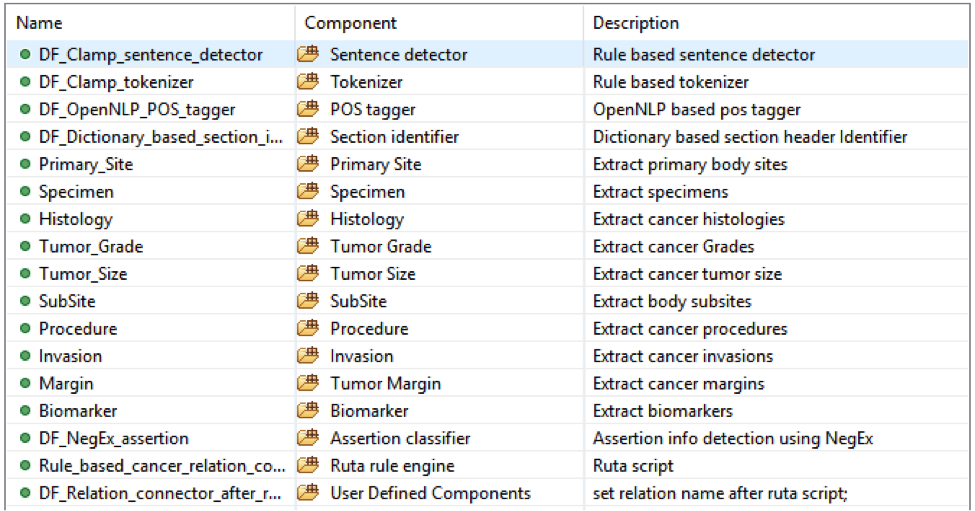 Name Component Description
DF_Clamp_sentence_detector Sentence detector Rule based sentence detector
DF_Clamp_tokenizer Tokenizer Rule based tokenizer
DF_OpenNLP_POS_tagger POS tagger OpenNLP based pos tagger
DF_Dictionary_based_section_i... Section identifier Dictionary based section header Identifier
Primary_Site Primary Site Extract primary body sites
Specimen Specimen Extract specimens
Histology Histology Extract cancer histologies
Tumor_Grade Tumor Grade Extract cancer Grades
Tumor_Size Tumor Size Extract cancer tumor size
SubSite SubSite Extract body subsites
Procedure Procedure Extract cancer procedures
Invasion Invasion Extract cancer invasions
Margin Tumor Margin Extract cancer margins
Biomarker Biomarker Extract biomarkers
DF_NegEx_assertion Assertion classifier Assertion info detection using NegEx
Rule_based_cancer_relation_co... Ruta rule engine Ruta script
DF_Relation_connector_after_r... User Defined Components set relation name after ruta script;